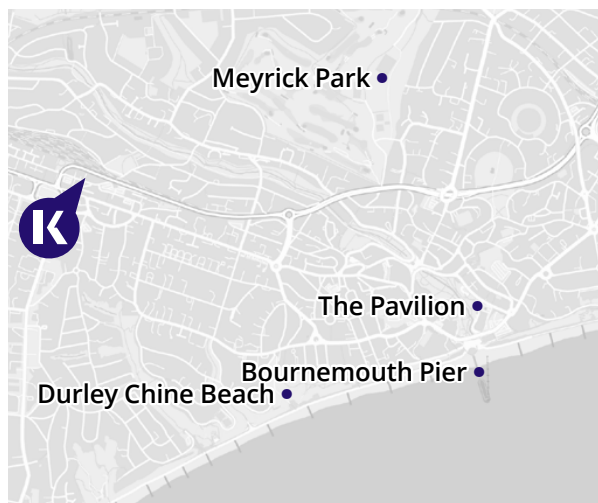 Meyrick Park
K
The Pavilion
Bournemouth Pier
Durley Chine Beach